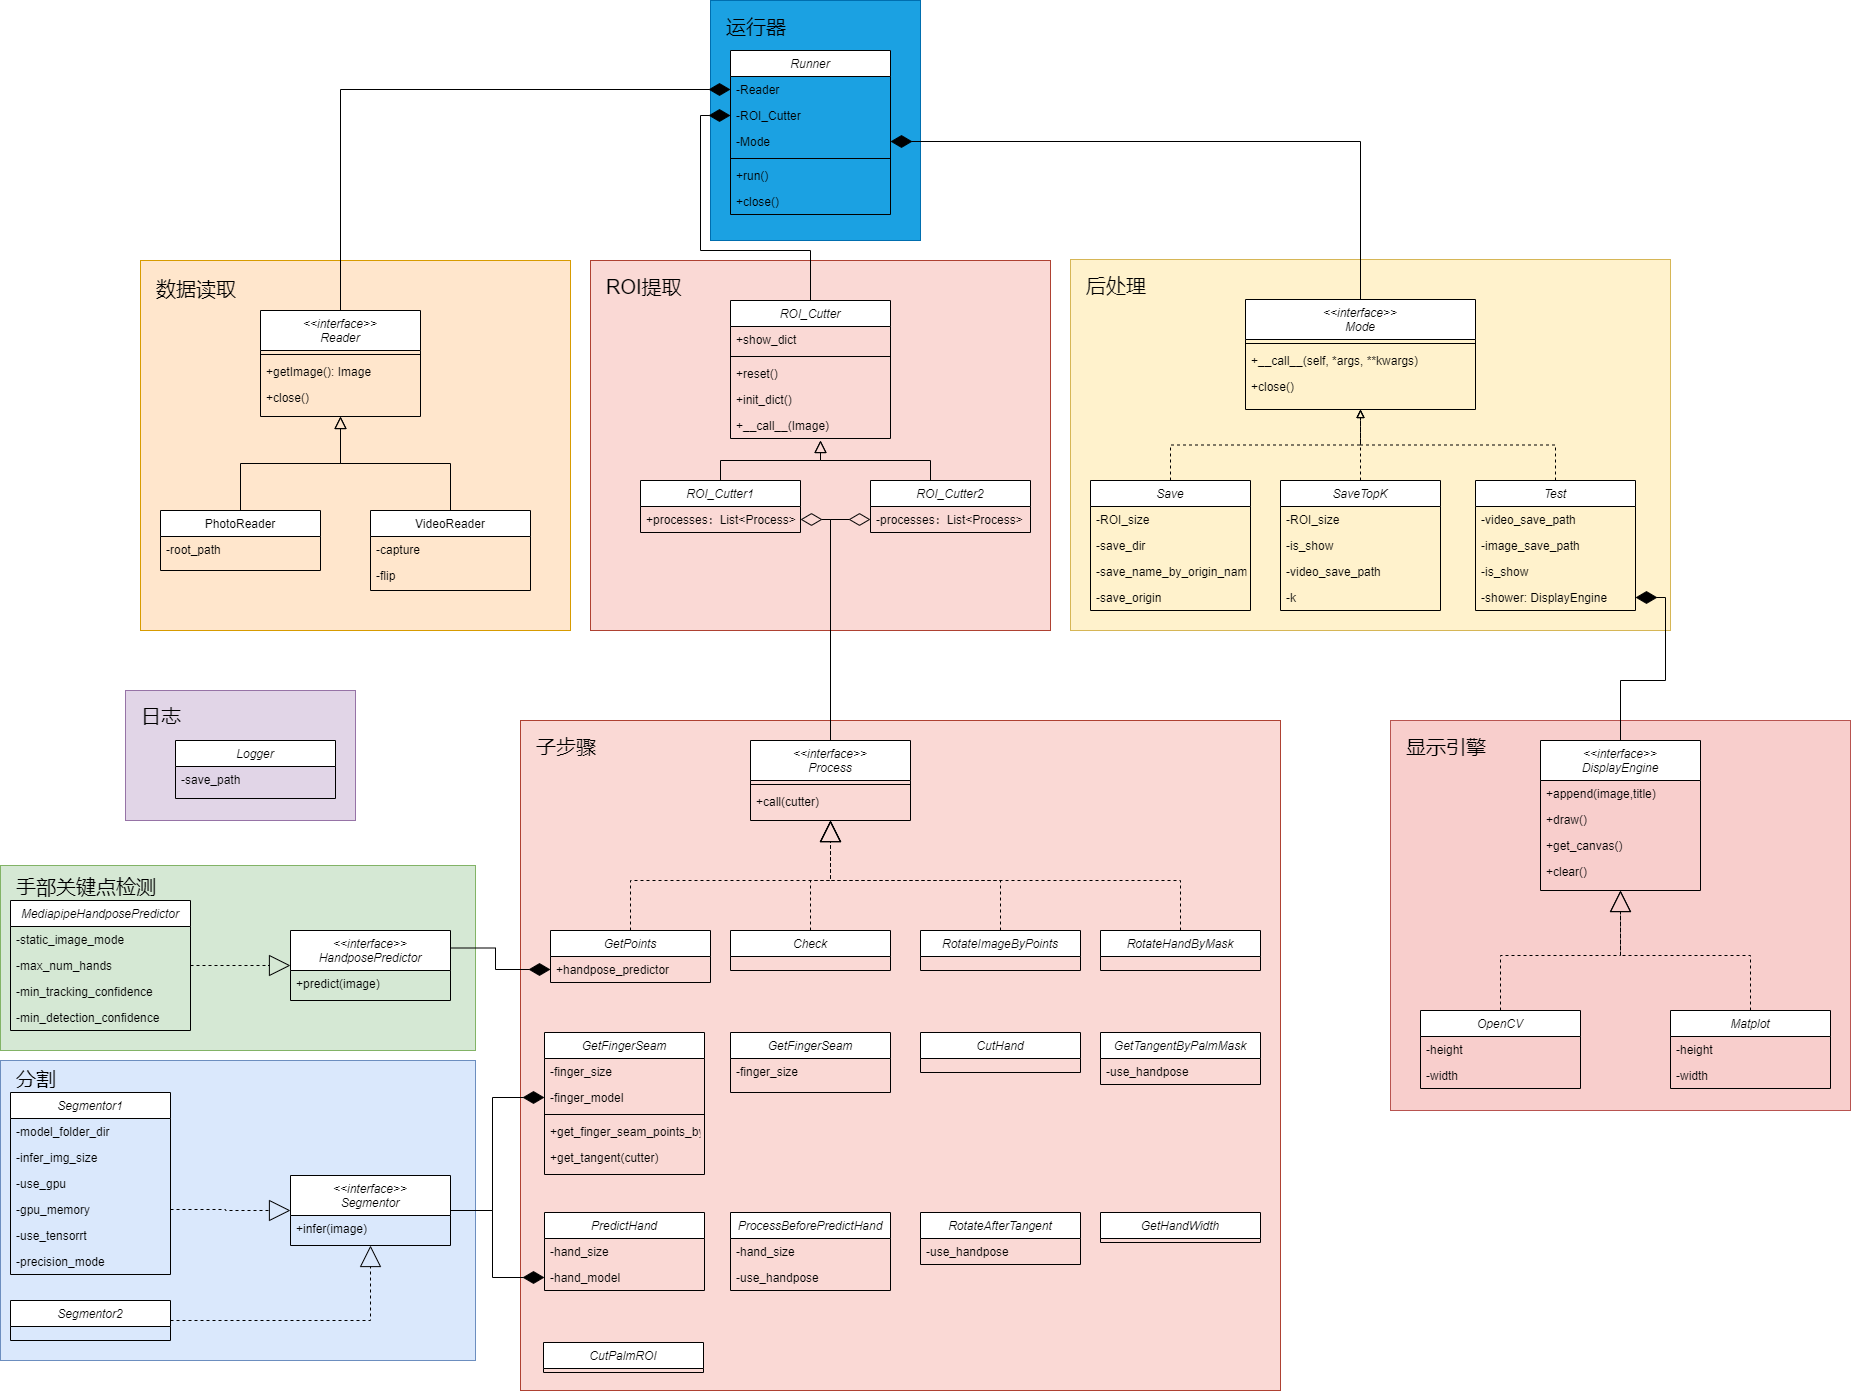 运行器
Runner
-Reader
-ROI_Cutter
-Mode
+run()
+close()
数据读取
<<interface>>
Reader
+getImage(): Image
+close()
PhotoReader
-root_path
VideoReader
-capture
-flip
ROI提取
ROI_Cutter
+show_dict
+reset()
+init_dict()
+__call__(Image)
ROI_Cutter1
+processes: List<Process>
ROI_Cutter2
-processes: List<Process>
后处理
<<interface>>
Mode
+__call__(self, *args, **kwargs)
+close()
Save
-ROI_size
-save_dir
-save_name_by_origin_nam
-save_origin
SaveTopK
-ROI_size
-is_show
-video_save_path
-k
Test
-video_save_path
-image_save_path
-is_show
-shower: DisplayEngine
日志
Logger
-save_path
子步骤
<<interface>>
Process
+call(cutter)
GetPoints
+handpose_predictor
Check
RotateImageByPoints
RotateHandByMask
GetFingerSeam
-finger_size
-finger_model
+get_finger_seam_points_by
+get_tangent(cutter)
GetFingerSeam
-finger_size
CutHand
GetTangentByPalmMask
-use_handpose
PredictHand
-hand_size
-hand_model
ProcessBeforePredictHand
-hand_size
-use_handpose
RotateAfterTangent
-use_handpose
GetHandWidth
CutPalmROI
显示引擎
<<interface>>
DisplayEngine
+append(image,title)
+draw()
+get_canvas()
+clear()
OpenCV
-height
-width
Matplot
-height
-width
手部关键点检测
MediapipeHandposePredictor
-static_image_mode
-max_num_hands
-min_tracking_confidence
-min_detection_confidence
<<interface>>
HandposePredictor
+predict(image)
分割
Segmentor1
-model_folder_dir
-infer_img_size
-use_gpu
-gpu_memory
-use_tensorrt
-precision_mode
<<interface>>
Segmentor
+infer(image)
Segmentor2